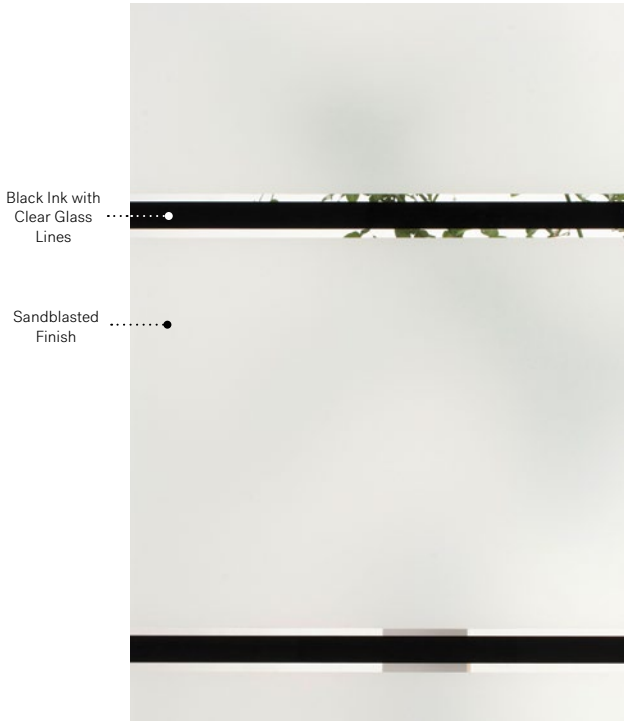 Black Ink with
Clear Glass
Lines
Sandblasted
Finish